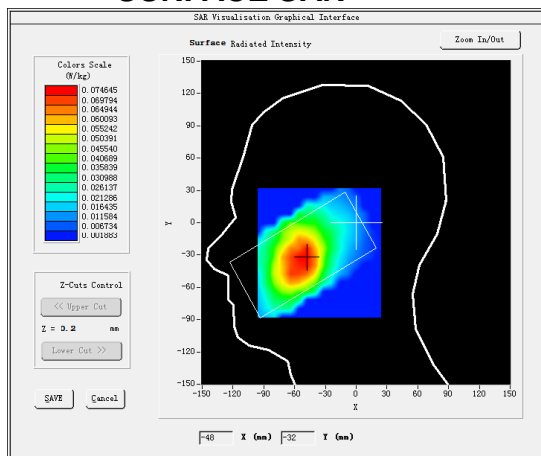 SURFACE SAR
SAR Visualisation Graphical Interface
Surface Radiated Intensity
Zoom In/Out
Colors Scale
(W/kg)
0.074645
0.069794
0.064944
0.060093
0.055242
0.050391
0.045540
0.040689
0.035839
0.030988
0.026137
0.021286
0.016435
0.011584
0.006734
0.001883
150
120
90
60
30
0
-30
-60
-90
-120
-150
Y
-150 -120 -90 -60 -30 0 30 60 90 120 150
X
Z-Cuts Control
<< Upper Cut
Z = 0.2 mm
Lower Cut >>
SAVE Cancel
-48 X (mm) -32 Y (mm)